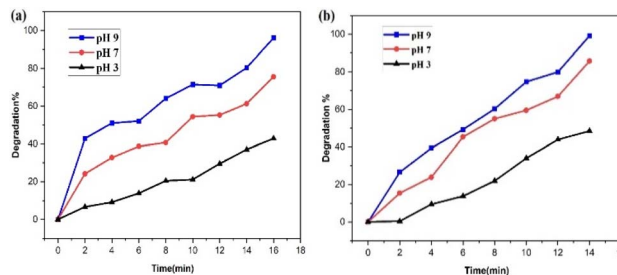 (a)
pH 9
pH 7
pH 3
Degradation%
100
80
60
40
20
0
0 2 4 6 8 10 12 14 16 18
Time(min)
(b)
pH 9
pH 7
pH 3
Degradation%
100
80
60
40
20
0
0 2 4 6 8 10 12 14
Time(min)